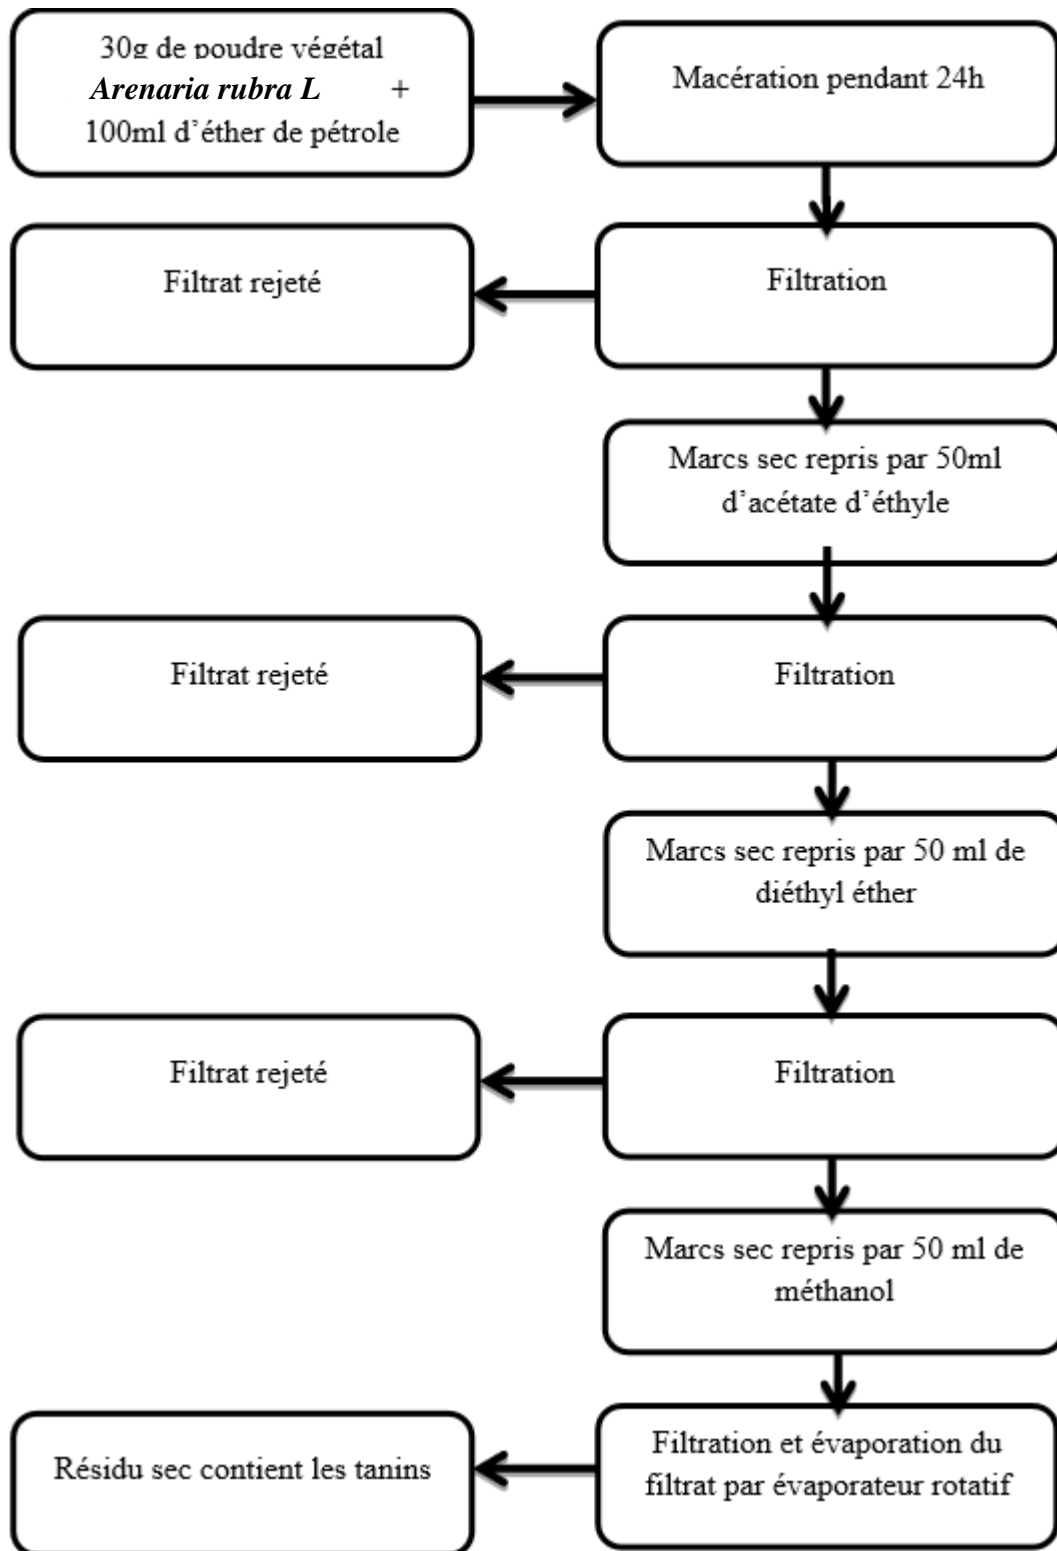 30g de poudre végétal
Arenaria rubra L +
100ml d’éther de pétrole
Macération pendant 24h
Filtrat rejeté
Filtration
Marcs sec repris par 50ml
d’acétate d’éthyle
Filtrat rejeté
Filtration
Marcs sec repris par 50 ml de
diéthyl éther
Filtrat rejeté
Filtration
Marcs sec repris par 50 ml de
méthanol
Résidu sec contient les tanins
Filtration et évaporation du
filtrat par évaporateur rotatif